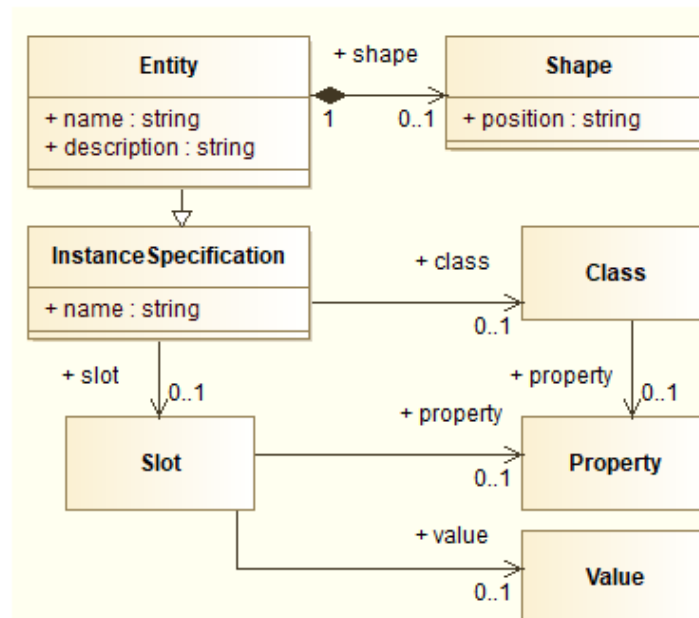 Entity
+ name : string
+ description : string
+ shape
1
0..1
Shape
+ position : string
InstanceSpecification
+ name : string
+ class
0..1
Class
+ slot
0..1
+ property
0..1
Slot
+ property
0..1
Property
+ value
0..1
Value